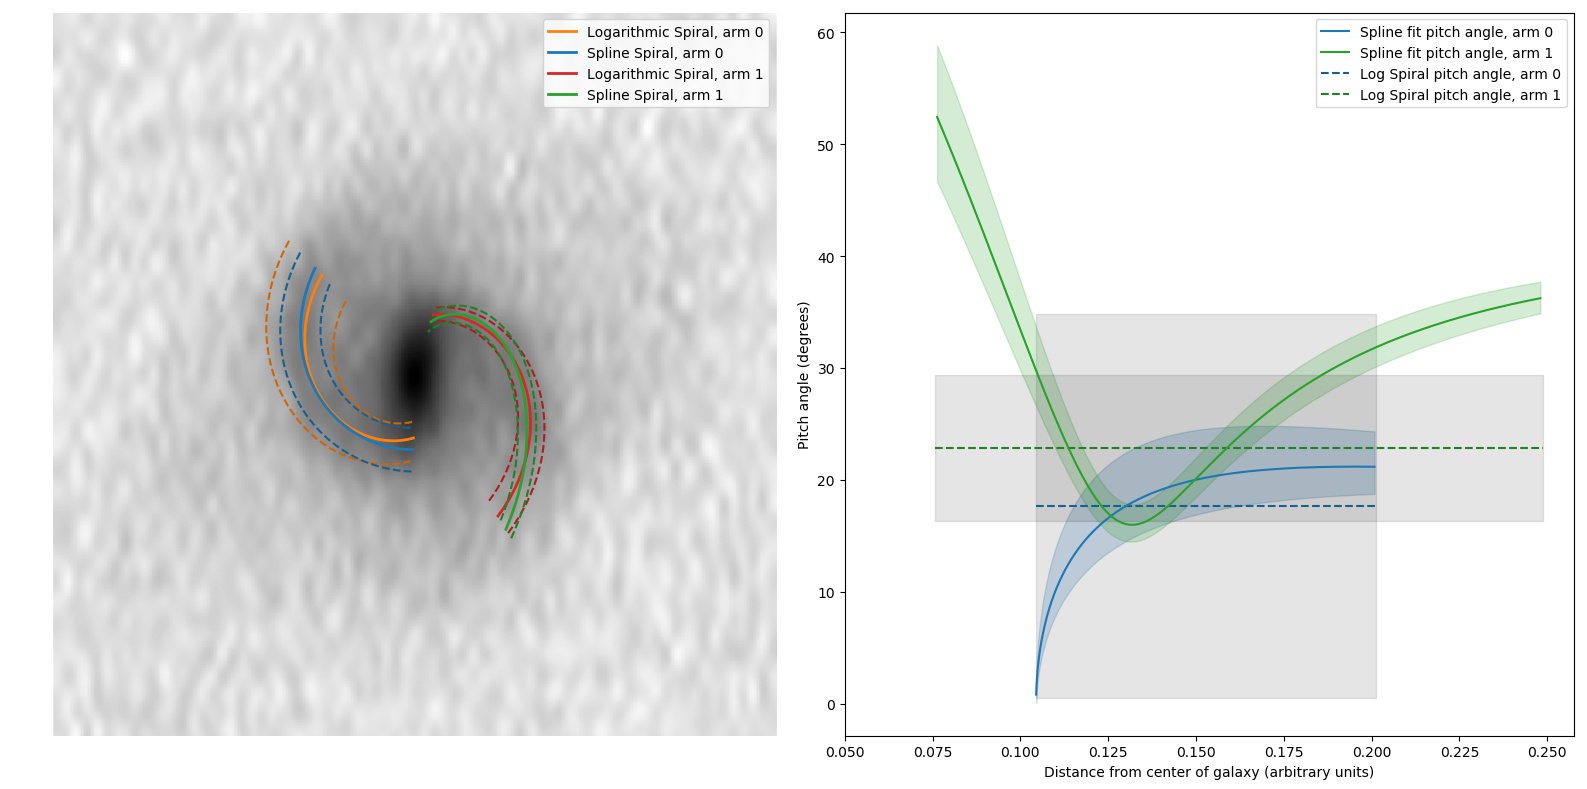 Logarithmic Spiral, arm 0
Spline Spiral, arm 0
Logarithmic Spiral, arm 1
Spline Spiral, arm 1
Spline fit pitch angle, arm 0
Spline fit pitch angle, arm 1
Log Spiral pitch angle, arm 0
Log Spiral pitch angle, arm 1
Pitch angle (degrees)
60
50
40
30
20
10
0
0.050 0.075 0.100 0.125 0.150 0.175 0.200 0.225 0.250
Distance from center of galaxy (arbitrary units)